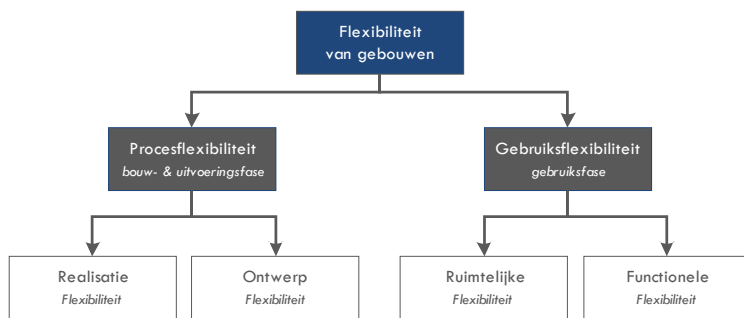 Flexibiliteit
van gebouwen
Procesflexibiliteit
bouw- & uitvoeringsfase
Gebruiksflexibiliteit
gebruiksfase
Realisatie
Flexibiliteit
Ontwerp
Flexibiliteit
Ruimtelijke
Flexibiliteit
Functionele
Flexibiliteit